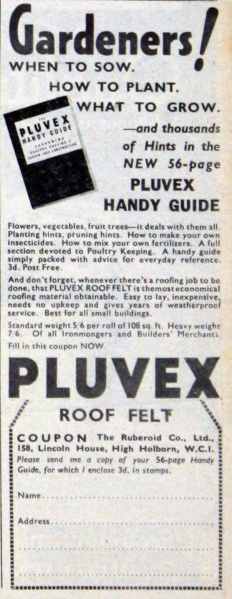 Gardeners!
WHEN TO SOW.
HOW TO PLANT.
WHAT TO GROW.
THE
PLUVEX
HANDY GUIDE
—and thousands
of Hints in the
NEW 56-page
PLUVEX
HANDY GUIDE
Flowers, vegetables, fruit trees—it deals with them all.
Planting hints, pruning hints. How to make your own
insecticides. How to mix your own fertilizers. A full
section devoted to Poultry Keeping. A handy guide
simply packed with advice for everyday reference.
3d. Post Free.
And don't forget, whenever there's a roofing job to be
done, that PLUVEX ROOF FELT is the most economical
roofing material obtainable. Easy to lay, inexpensive,
needs no upkeep and gives years of weatherproof
service. Best for all small buildings.
Standard weight 5/6 per roll of 108 sq. ft. Heavy weight
7/6. Of all Ironmongers and Builders' Merchants.
Fill in this coupon NOW.
PLUVEX
ROOF FELT
COUPON The Ruberoid Co., Ltd.,
158, Lincoln House, High Holborn, W.C.1.
Please send me a copy of your 56-page Handy
Guide, for which I enclose 3d. in stamps.
Name
Address